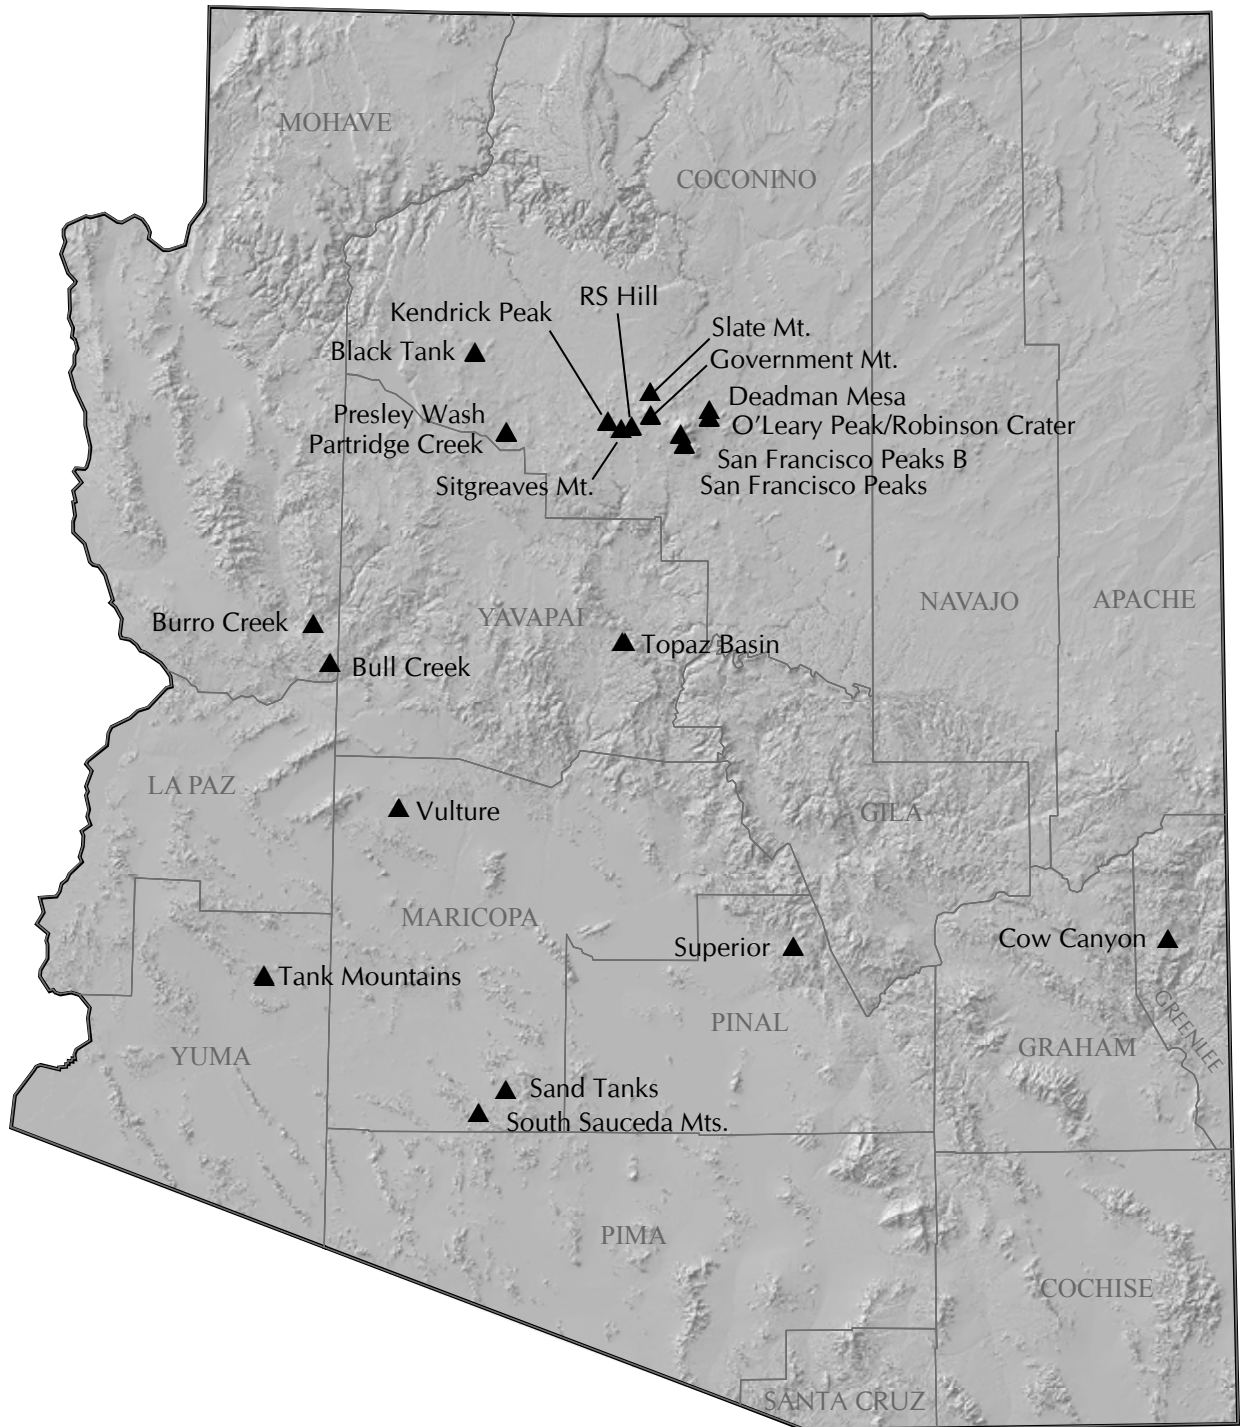 MOHAVE
COCONINO
RS Hill
Kendrick Peak
Slate Mt.
Black Tank
Government Mt.
Deadman Mesa
Presley Wash
O'Leary Peak/Robinson Crater
Partridge Creek
San Francisco Peaks B
Sitgreaves Mt.
San Francisco Peaks
NAVAJO
APACHE
Burro Creek
YAVAPAI
Topaz Basin
Bull Creek
LA PAZ
Vulture
GILA
MARICOPA
Superior
Cow Canyon
Tank Mountains
PINAL
GREENLEE
YUMA
GRAHAM
Sand Tanks
South Sauceda Mts.
PIMA
COCHISE
SANTA CRUZ